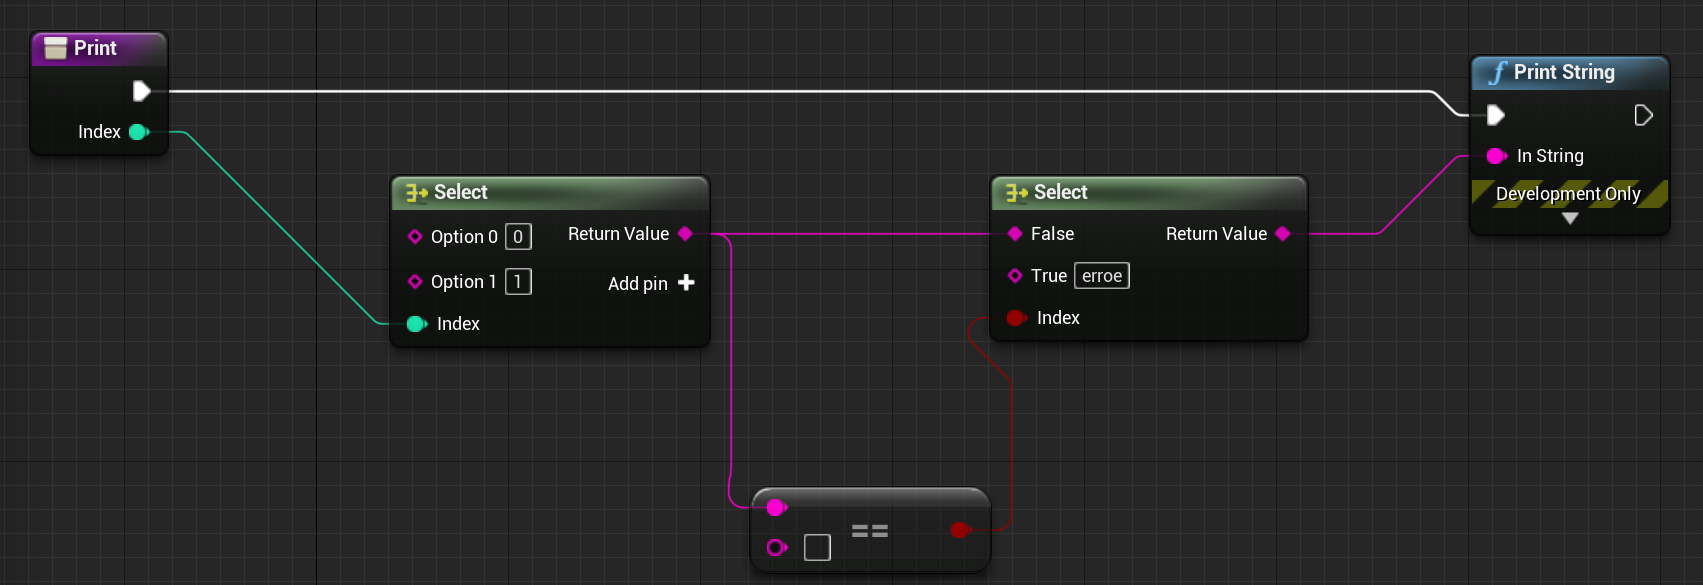 Print
Index
Select
Option 0 0
Return Value
Option 1 1
Add pin
Index
Select
False
Return Value
True erroe
Index
==
Print String
In String
Development Only